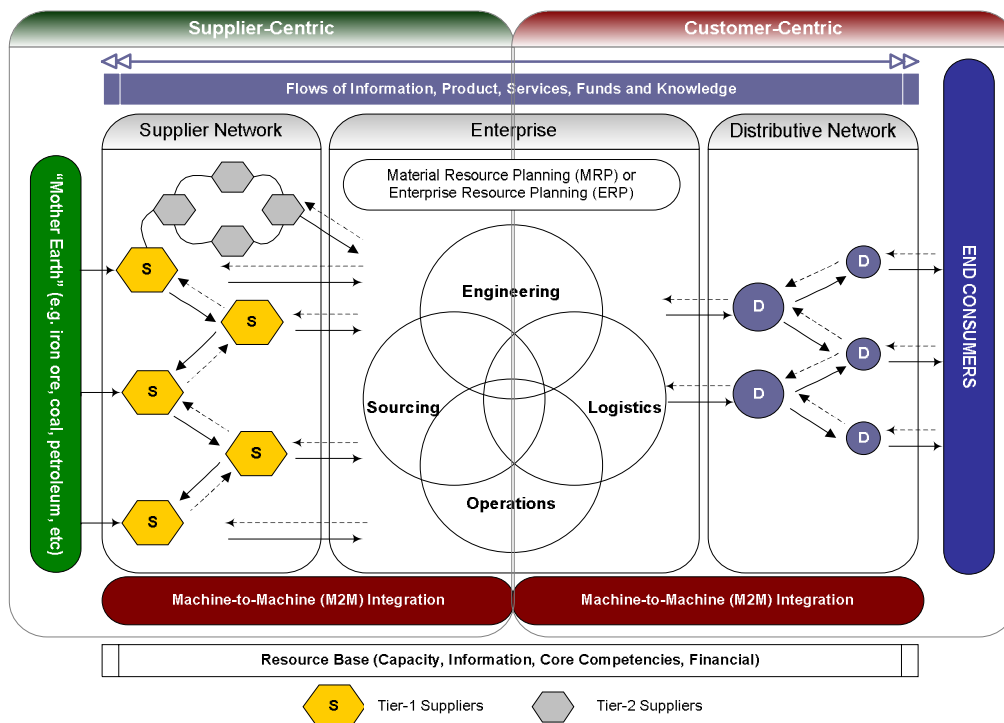 Supplier-Centric
Customer-Centric
Flows of Information, Product, Services, Funds and Knowledge
Supplier Network
Enterprise
Distributive Network
Material Resource Planning (MRP) or
Enterprise Resource Planning (ERP)
“Mother Earth” (e.g. iron ore, coal, petroleum, etc)
S
S
S
S
S
Engineering
Sourcing
Logistics
Operations
D
D
D
D
D
END CONSUMERS
Machine-to-Machine (M2M) Integration
Machine-to-Machine (M2M) Integration
Resource Base (Capacity, Information, Core Competencies, Financial)
S
Tier-1 Suppliers
Tier-2 Suppliers